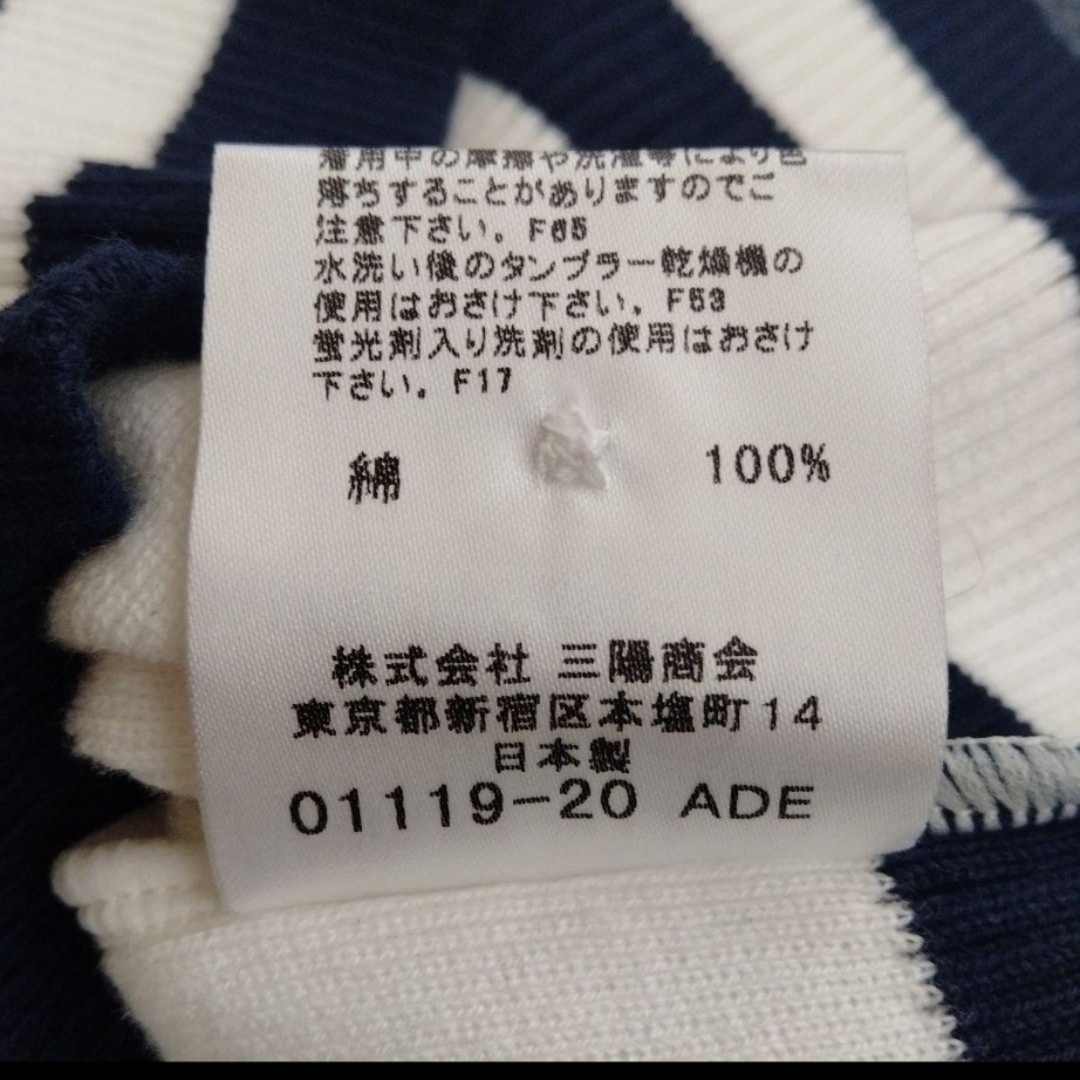 着用中の摩擦や洗濯等により色
落ちすることがありますのでご
注意下さい。F65
水洗い後のタンブラー乾燥機の
使用はおさけ下さい。F53
蛍光剤入り洗剤の使用はおさけ
下さい。F17
綿 100%
株式会社 三陽商会
東京都新宿区本塩町14
日本製
01119-20 ADE